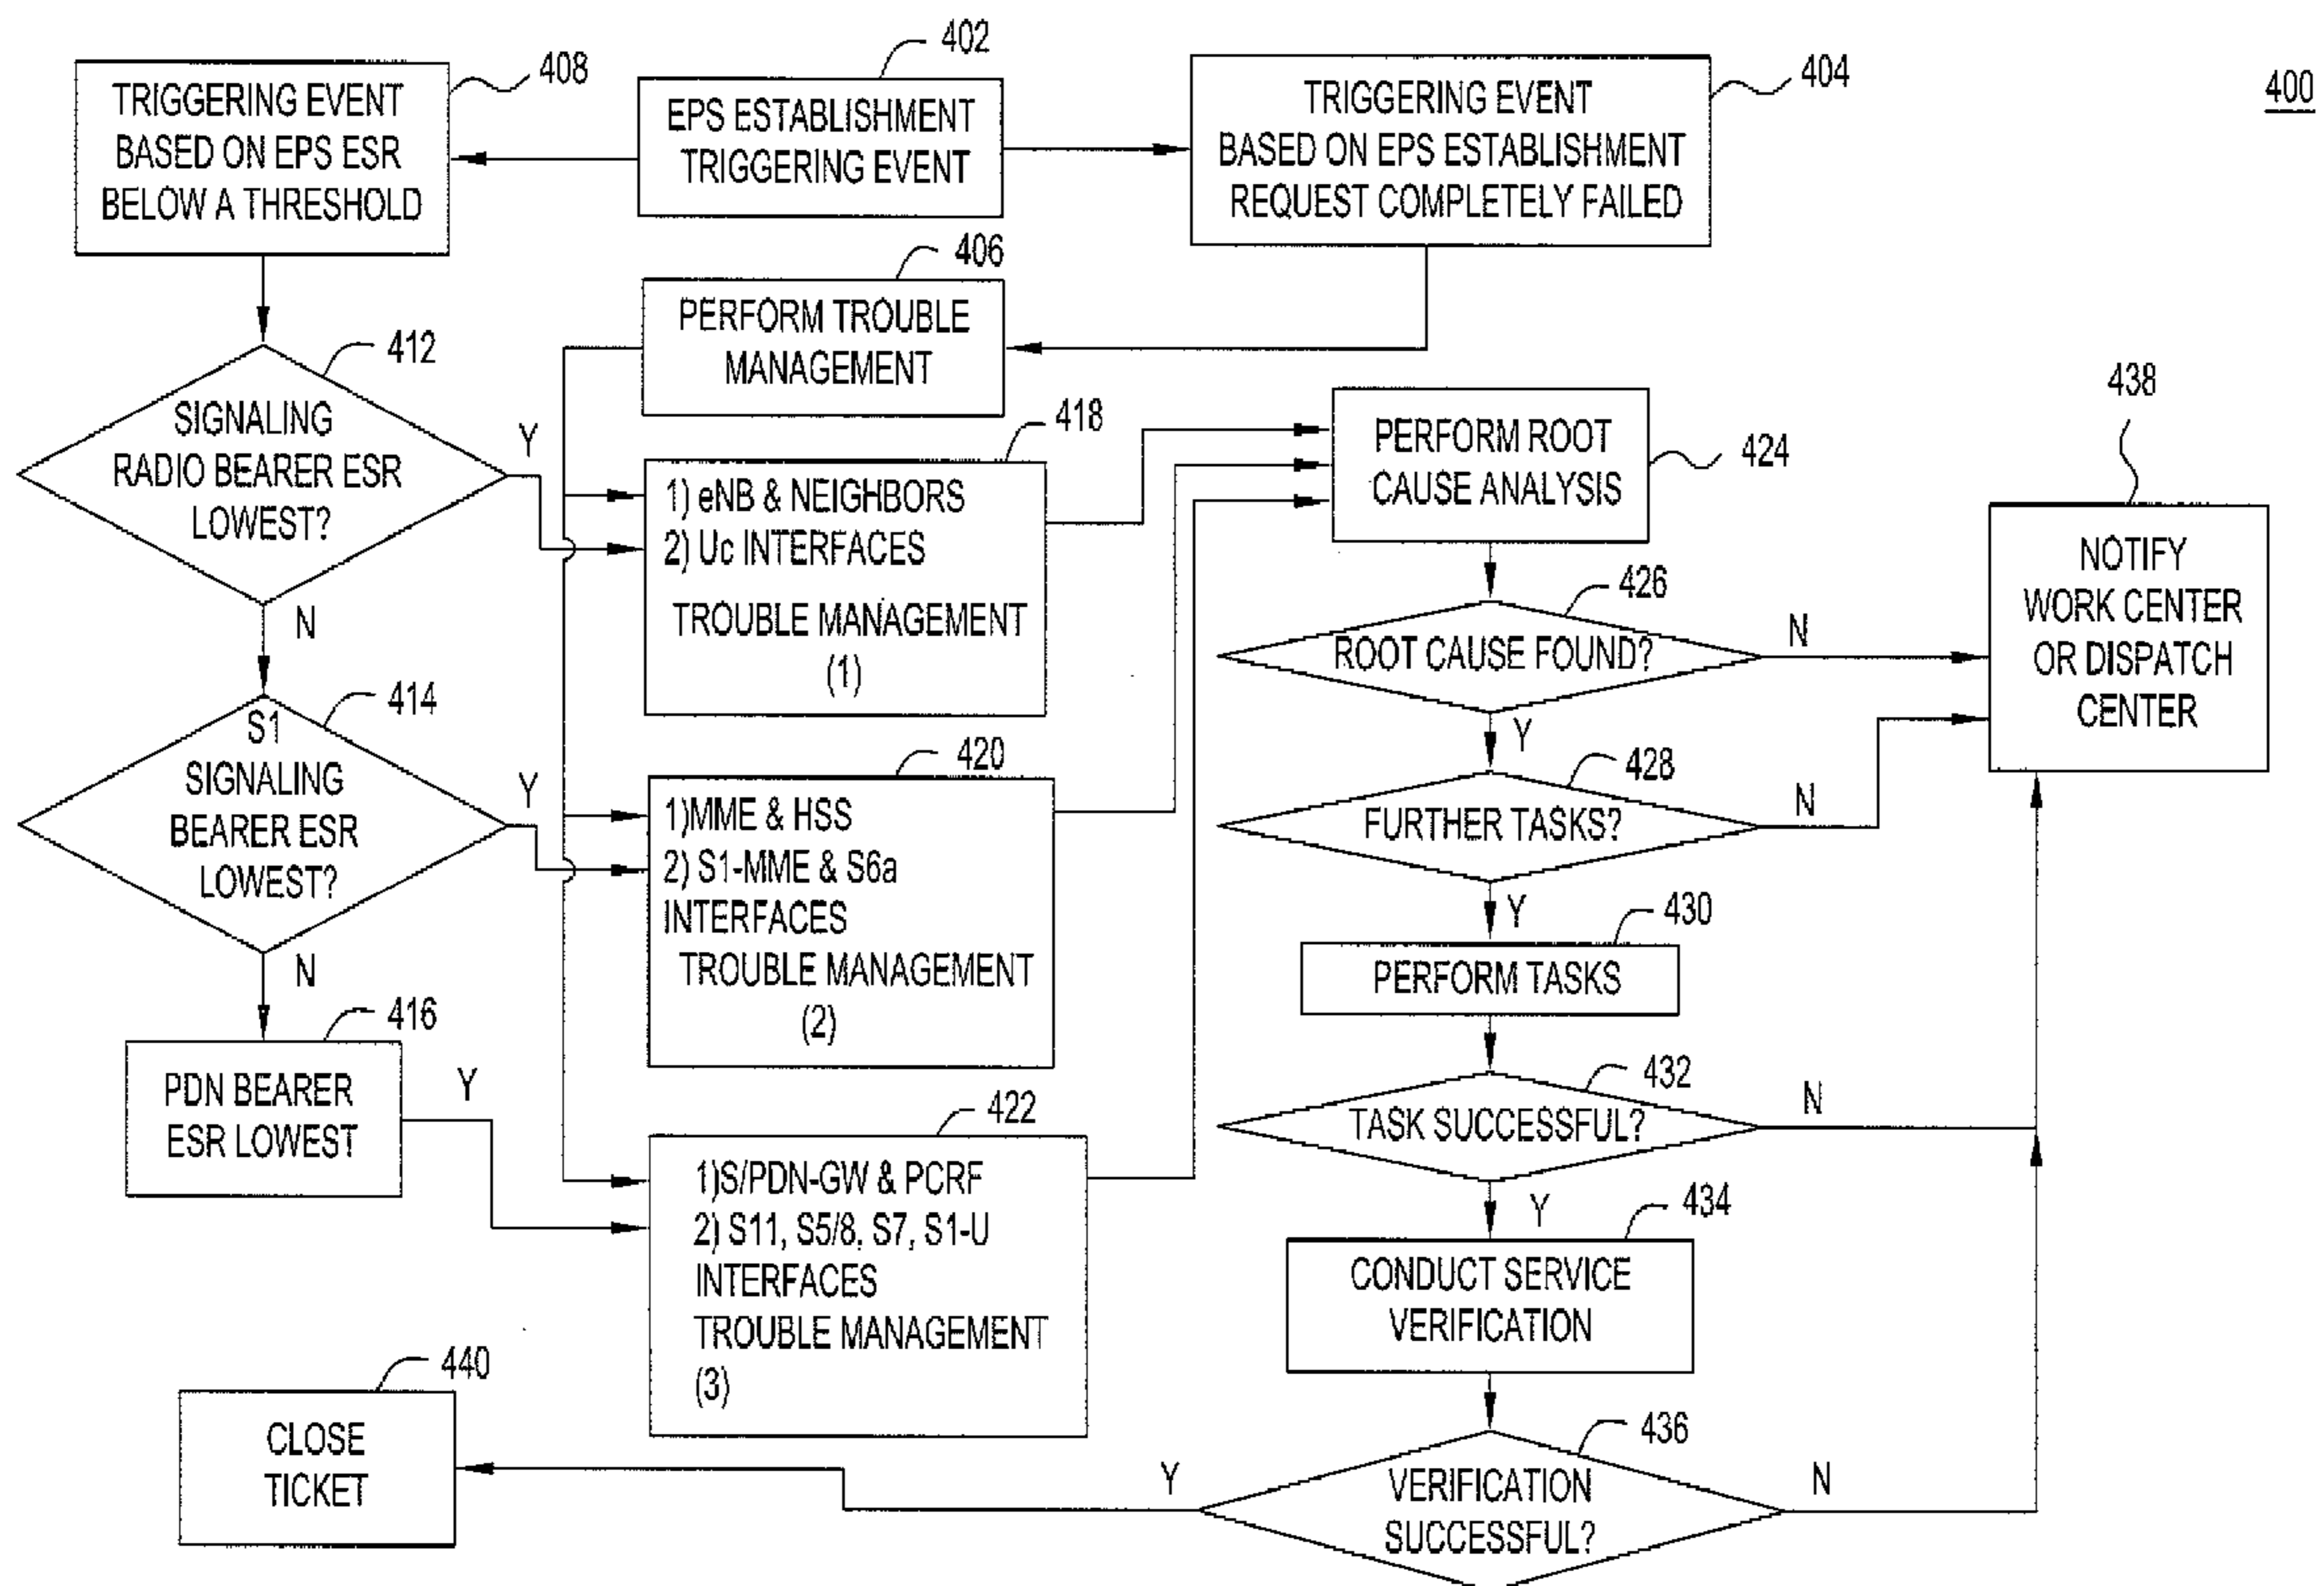 402
408
404
400
TRIGGERING EVENT
BASED ON EPS ESR
BELOW A THRESHOLD
EPS ESTABLISHMENT
TRIGGERING EVENT
TRIGGERING EVENT
BASED ON EPS ESTABLISHMENT
REQUEST COMPLETELY FAILED
406
PERFORM TROUBLE
MANAGEMENT
412
SIGNALING
RADIO BEARER ESR
LOWEST?
Y
N
418
1) eNB & NEIGHBORS
2) Uc INTERFACES
TROUBLE MANAGEMENT
(1)
PERFORM ROOT
CAUSE ANALYSIS
424
438
NOTIFY
WORK CENTER
OR DISPATCH
CENTER
426
ROOT CAUSE FOUND?
N
Y
414
S1
SIGNALING
BEARER ESR
LOWEST?
Y
N
420
1)MME & HSS
2) S1-MME & S6a
INTERFACES
TROUBLE MANAGEMENT
(2)
428
FURTHER TASKS?
N
Y
430
PERFORM TASKS
416
PDN BEARER
ESR LOWEST
Y
422
1)S/PDN-GW & PCRF
2) S11, S5/8, S7, S1-U
INTERFACES
TROUBLE MANAGEMENT
(3)
432
TASK SUCCESSFUL?
N
Y
434
CONDUCT SERVICE
VERIFICATION
440
CLOSE
TICKET
436
VERIFICATION
SUCCESSFUL?
Y
N